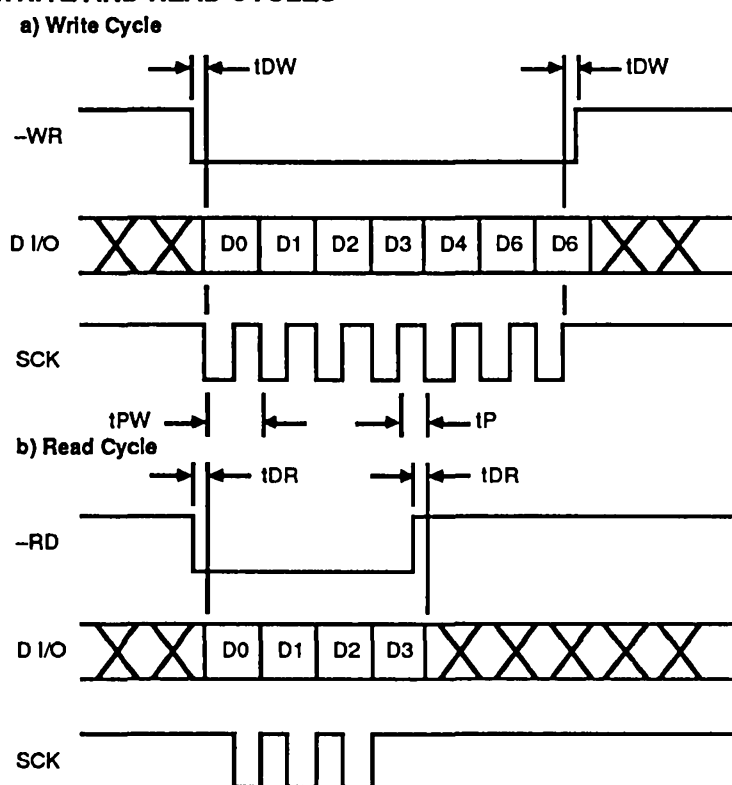 a) Write Cycle
tDW tDW
–WR
D I/O D0 D1 D2 D3 D4 D6 D6
SCK
tPW tP
b) Read Cycle
tDR tDR
–RD
D I/O D0 D1 D2 D3
SCK